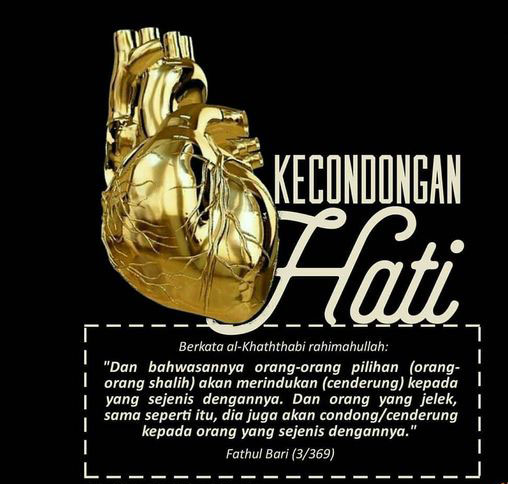 KECONDONGAN
Hati
Berkata al-Khaththabi rahimahullah:
"Dan bahwasannya orang-orang pilihan (orang-
orang shalih) akan merindukan (cenderung) kepada
yang sejenis dengannya. Dan orang yang jelek,
sama seperti itu, dia juga akan condong/cenderung
kepada orang yang sejenis dengannya."
Fathul Bari (3/369)